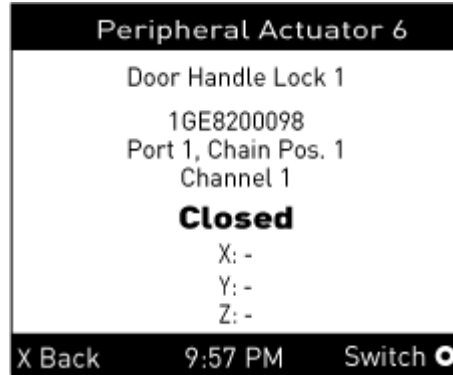 Peripheral Actuator 6
Door Handle Lock 1
1GE8200098
Port 1, Chain Pos. 1
Channel 1
Closed
X: -
Y: -
Z: -
X Back 9:57 PM Switch